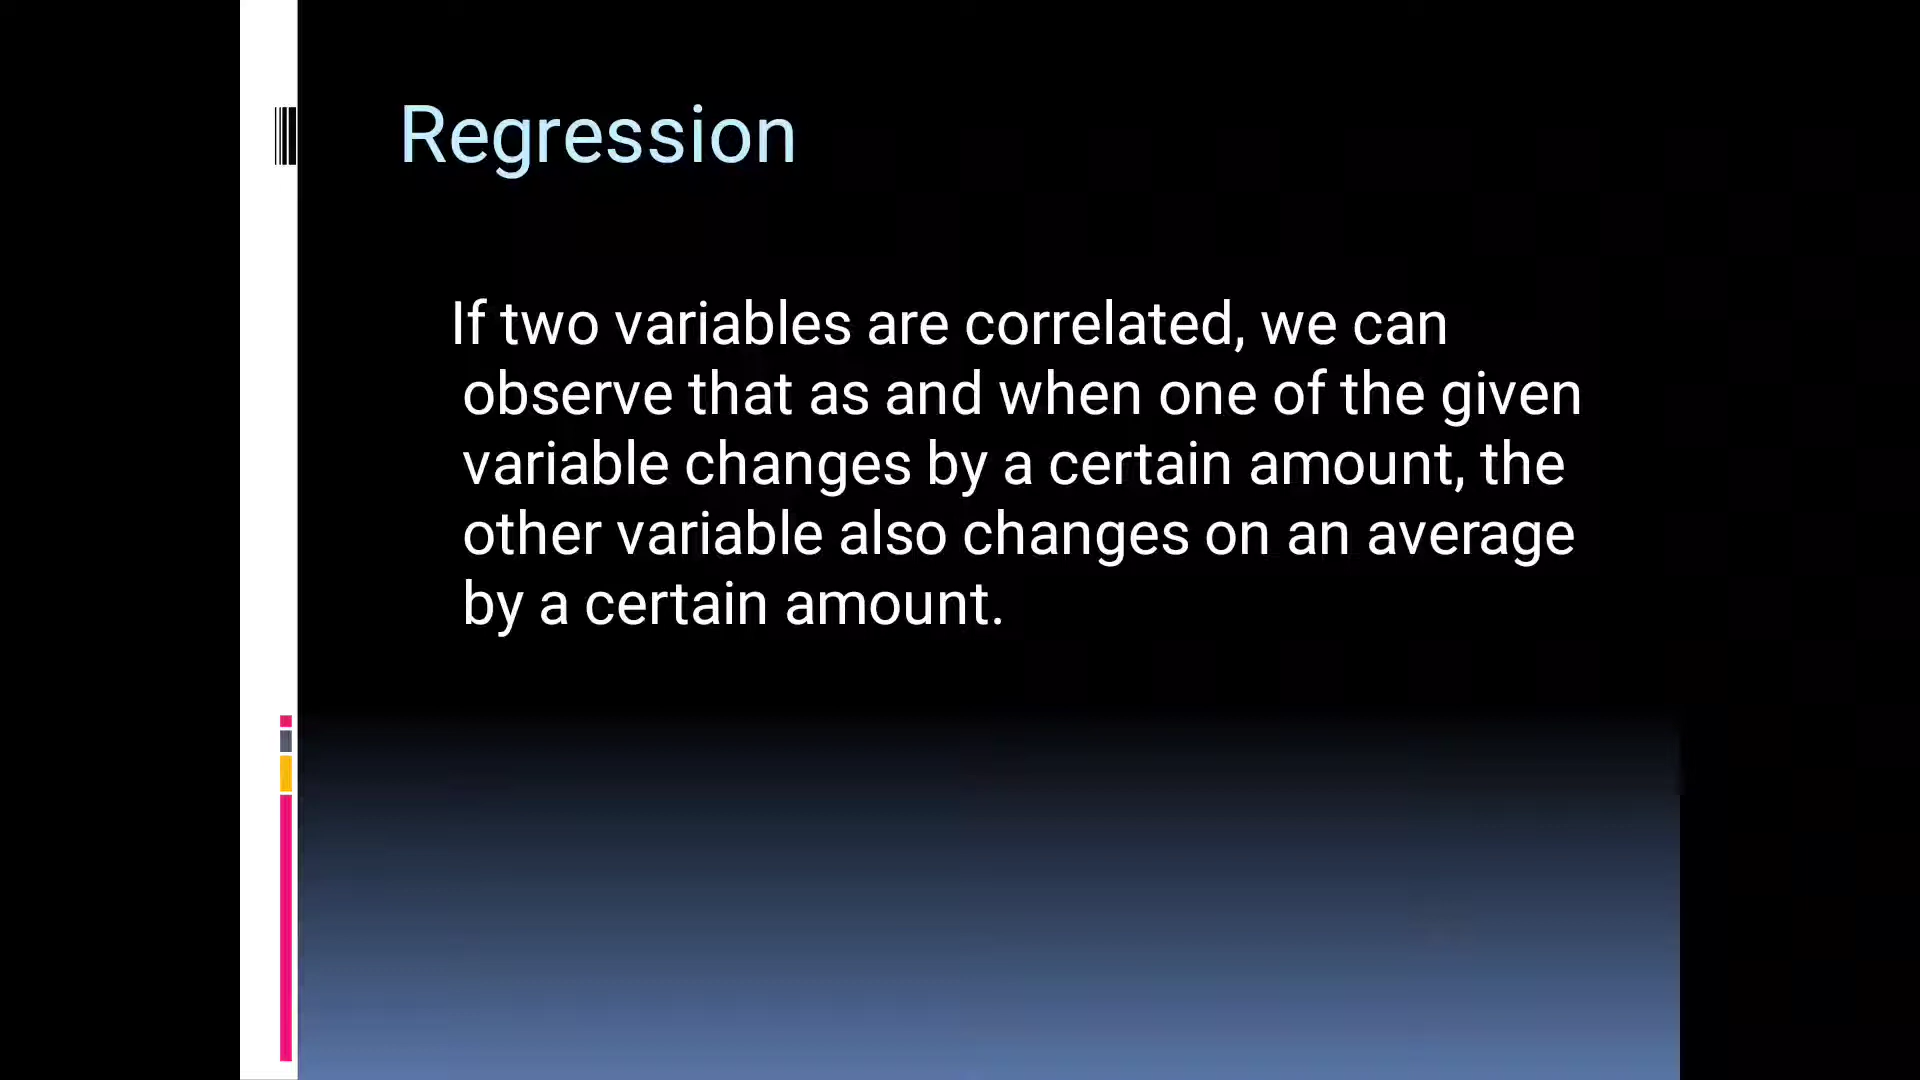 Regression
If two variables are correlated, we can
observe that as and when one of the given
variable changes by a certain amount, the
other variable also changes on an average
by a certain amount.